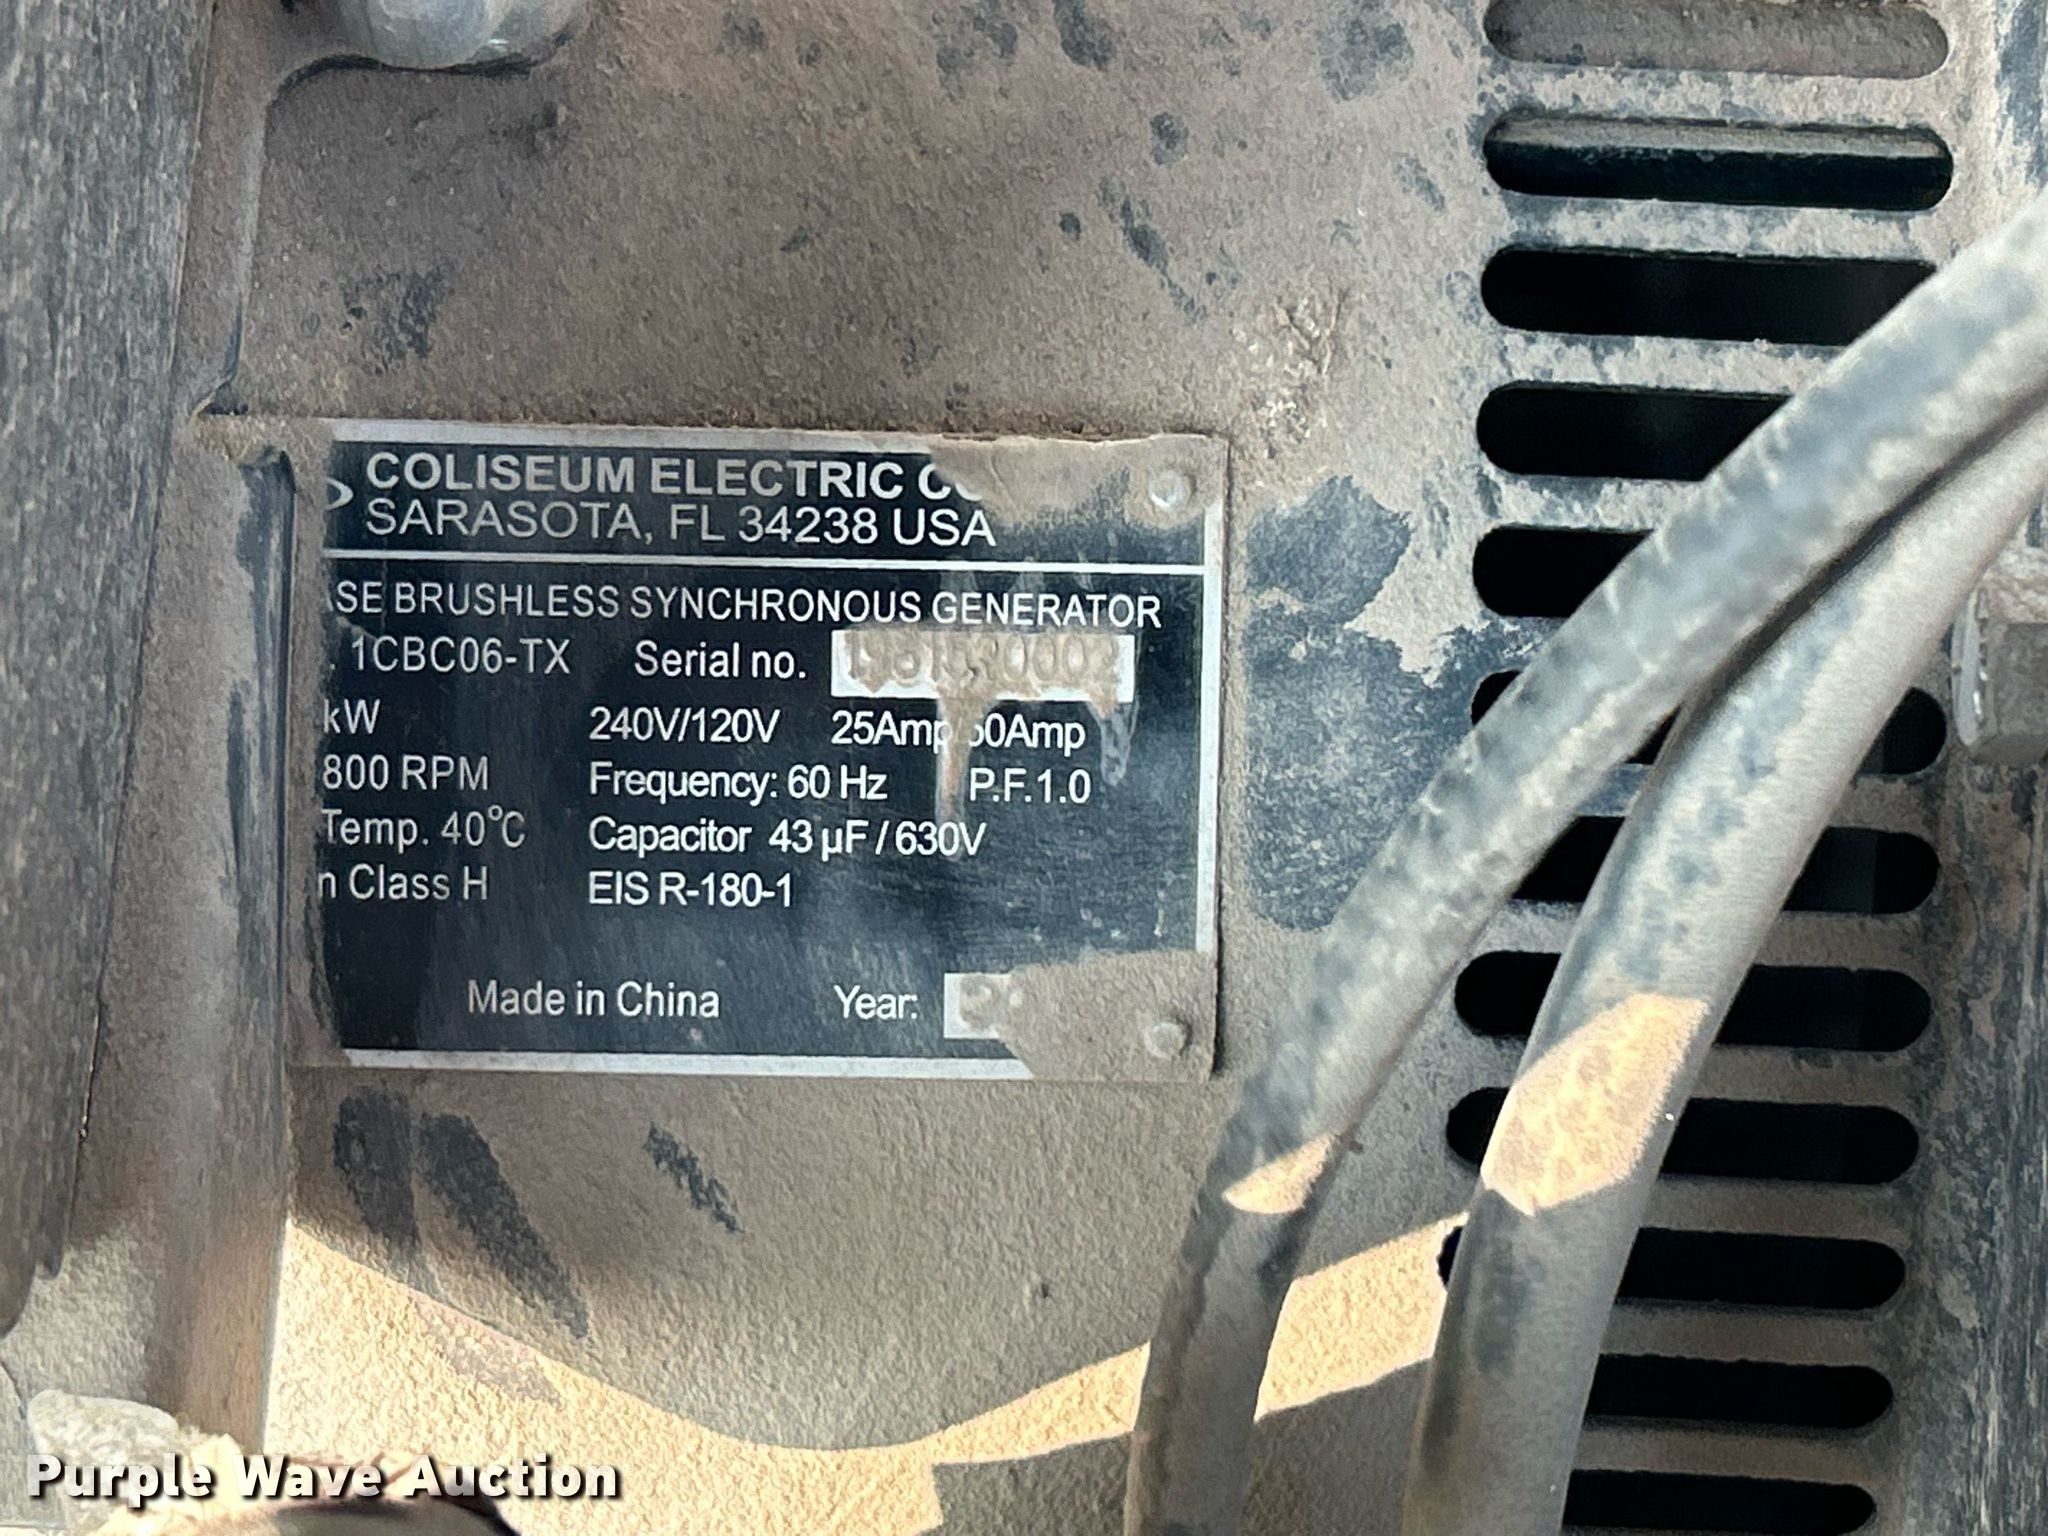 COLISEUM ELECTRIC
SARASOTA, FL 34238 USA
BRUSHLESS SYNCHRONOUS GENERATOR
1CBC06-TX Serial no.
kW 240V/120V 25Amp 50Amp
800 RPM Frequency: 60 Hz P.F.1.0
Temp. 40°C Capacitor 43 µF / 630V
Class H EIS R-180-1
Made in China Year:
Purple Wave Auction